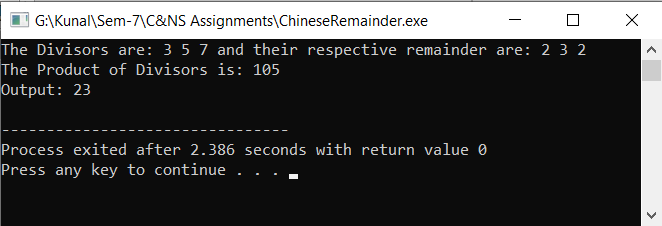 G:\Kunal\Sem-7\C&NS Assignments\ChineseRemainder.exe
The Divisors are: 3 5 7 and their respective remainder are: 2 3 2
The Product of Divisors is: 105
Output: 23
--------------------------------
Process exited after 2.386 seconds with return value 0
Press any key to continue . . .